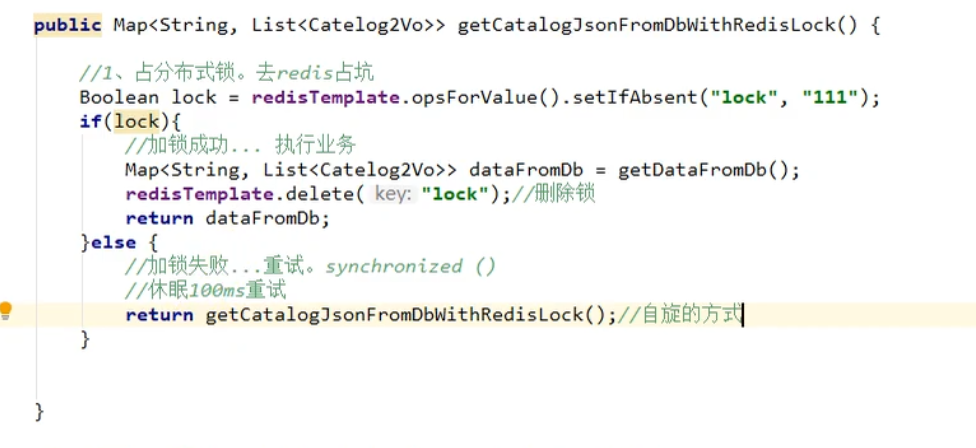 public Map<String, List<Catelog2Vo>> getCatalogJsonFromDbWithRedisLock() {
//1、占分布式锁。去redis占坑
Boolean lock = redisTemplate.opsForValue().setIfAbsent("lock", "111");
if(lock){
//加锁成功... 执行业务
Map<String, List<Catelog2Vo>> dataFromDb = getDataFromDb();
redisTemplate.delete( key: "lock");//删除锁
return dataFromDb;
}else {
//加锁失败...重试。synchronized ()
//休眠100ms重试
return getCatalogJsonFromDbWithRedisLock();//自旋的方式
}
}